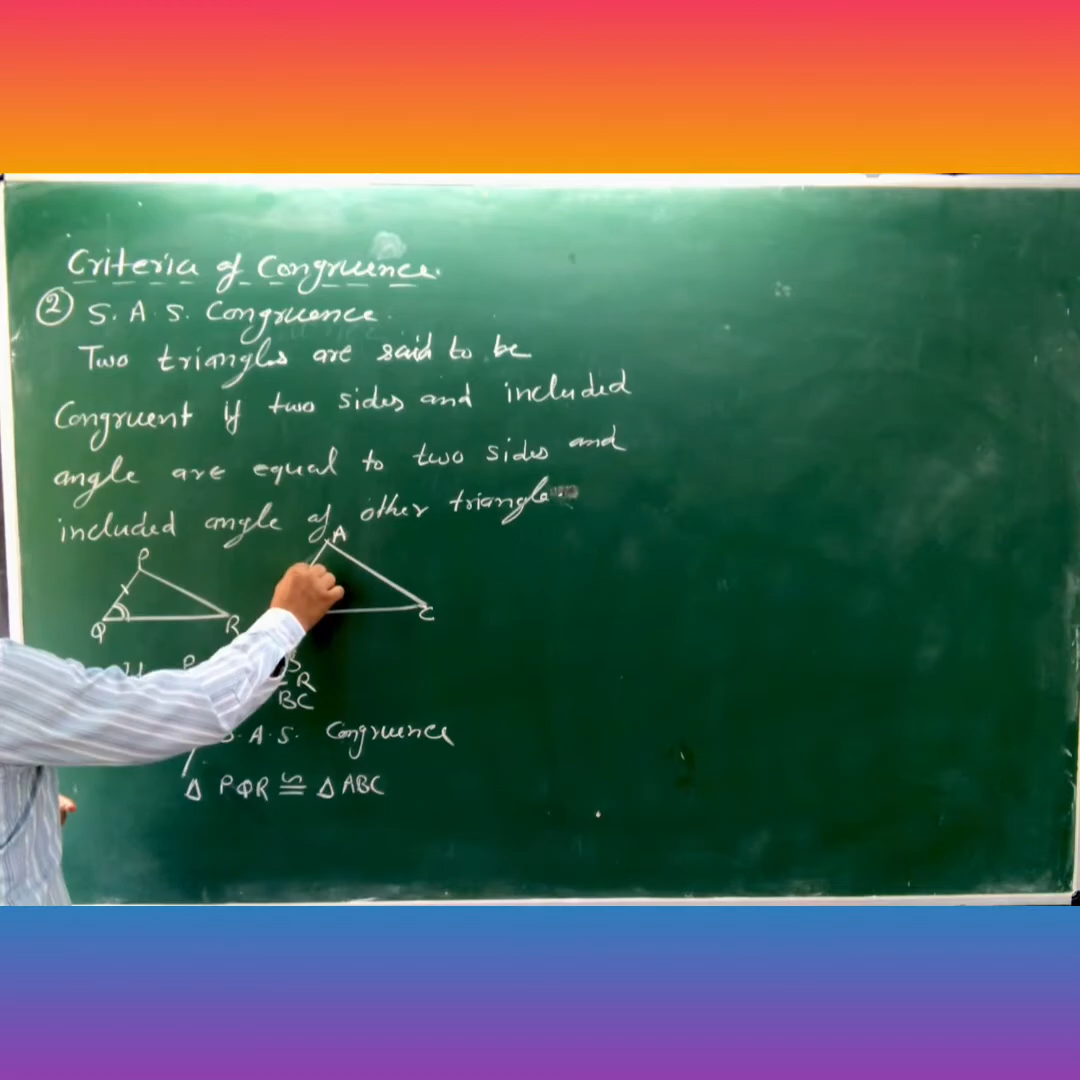 Criteria of Congruence.
② S. A. S. Congruence.
Two triangles are said to be
Congruent if two sides and included
angle are equal to two sides and
included angle of other triangle
P A
Q R C
R
BC
A. S. Congruence
Δ PQR ≅ Δ ABC